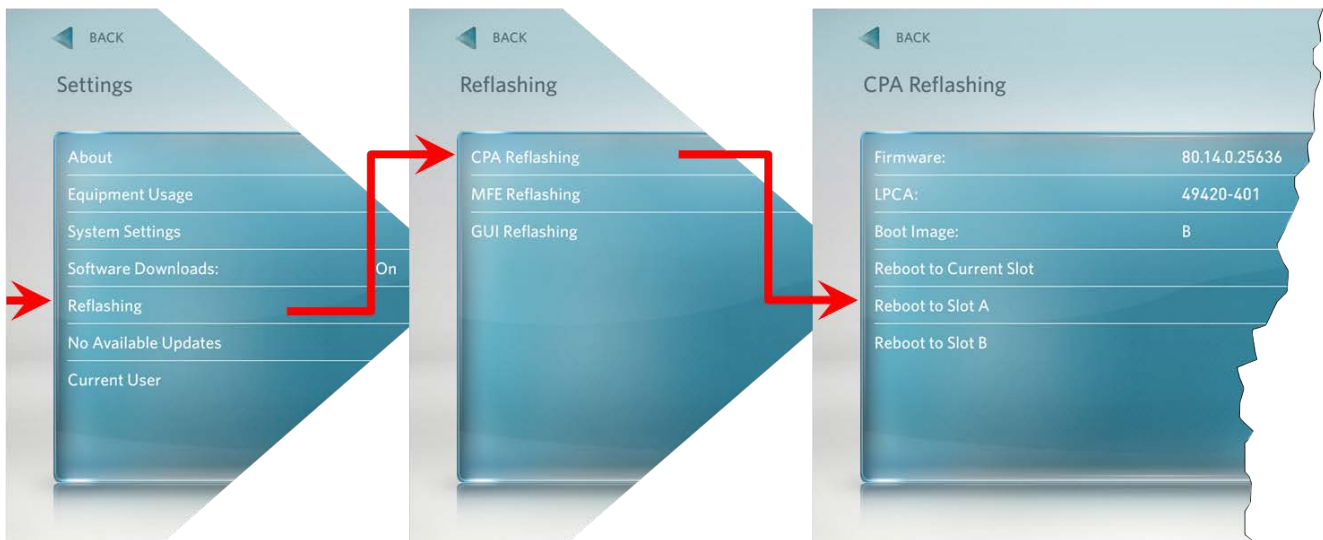 BACK
Settings
About
Equipment Usage
System Settings
Software Downloads: On
Reflashing
No Available Updates
Current User
BACK
Reflashing
CPA Reflashing
MFE Reflashing
GUI Reflashing
BACK
CPA Reflashing
Firmware: 80.14.0.25636
LPCA: 49420-401
Boot Image: B
Reboot to Current Slot
Reboot to Slot A
Reboot to Slot B